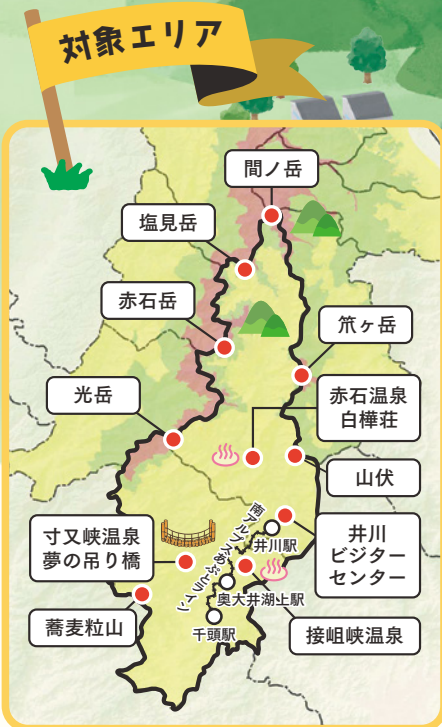 対象エリア
間ノ岳
塩見岳
赤石岳
笊ヶ岳
光岳
赤石温泉
白樺荘
山伏
寸又峡温泉
夢の吊り橋
南アルプスあぷとライン
井川駅
井川
ビジター
センター
奥大井湖上駅
蕎麦粒山
千頭駅
接岨峡温泉